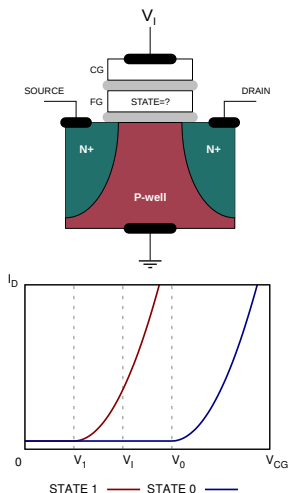 V_I
CG
SOURCE
DRAIN
FG
STATE=?
N+
N+
P-well
I_D
0
V_1
V_I
V_0
V_CG
STATE 1
STATE 0